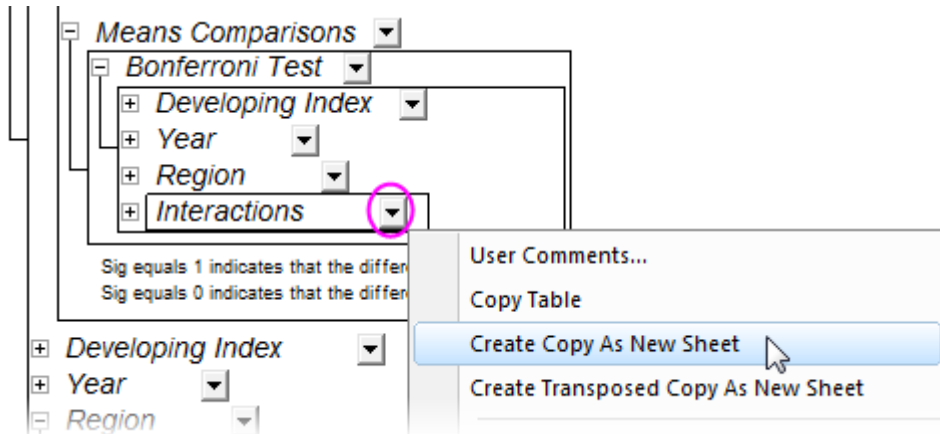 Means Comparisons
Bonferroni Test
Developing Index
Year
Region
Interactions
Sig equals 1 indicates that the differ
Sig equals 0 indicates that the differ
User Comments...
Copy Table
Create Copy As New Sheet
Create Transposed Copy As New Sheet
Developing Index
Year
Region